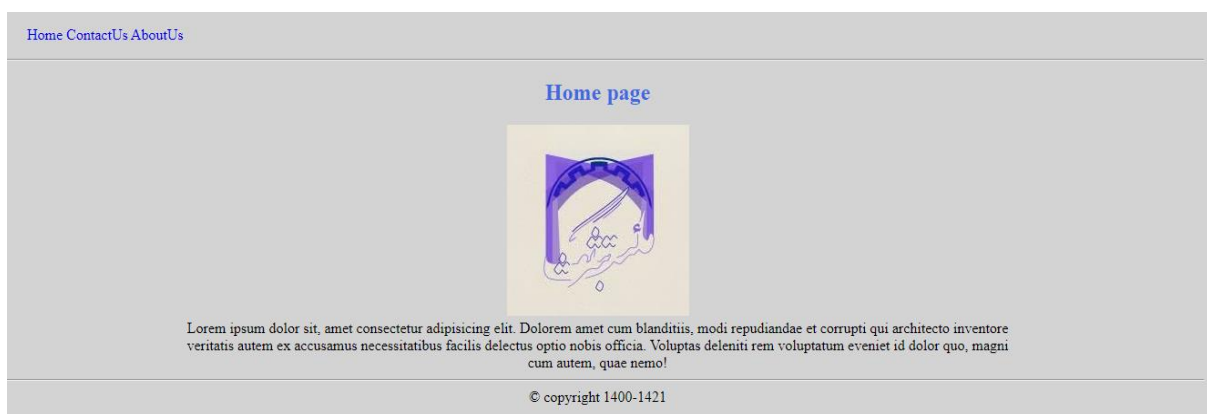 Home ContactUs AboutUs
Home page
Lorem ipsum dolor sit, amet consectetur adipisicing elit. Dolorem amet cum blanditiis, modi repudiandae et corrupti qui architecto inventore
veritatis autem ex accusamus necessitatibus facilis delectus optio nobis officia. Voluptas deleniti rem voluptatum eveniet id dolor quo, magni
cum autem, quae nemo!
© copyright 1400-1421